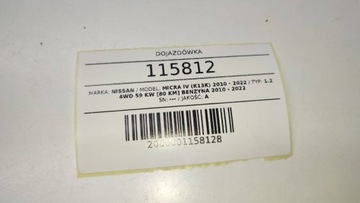 DOJAZDÓWKA
115812
MARKA: NISSAN / MODEL: MICRA IV (K13K) 2010 - 2022 / TYP: 1.2
4WD 59 KW [80 KM] BENZYNA 2010 - 2022
SN: --- / JAKOŚĆ: A
2000001158128